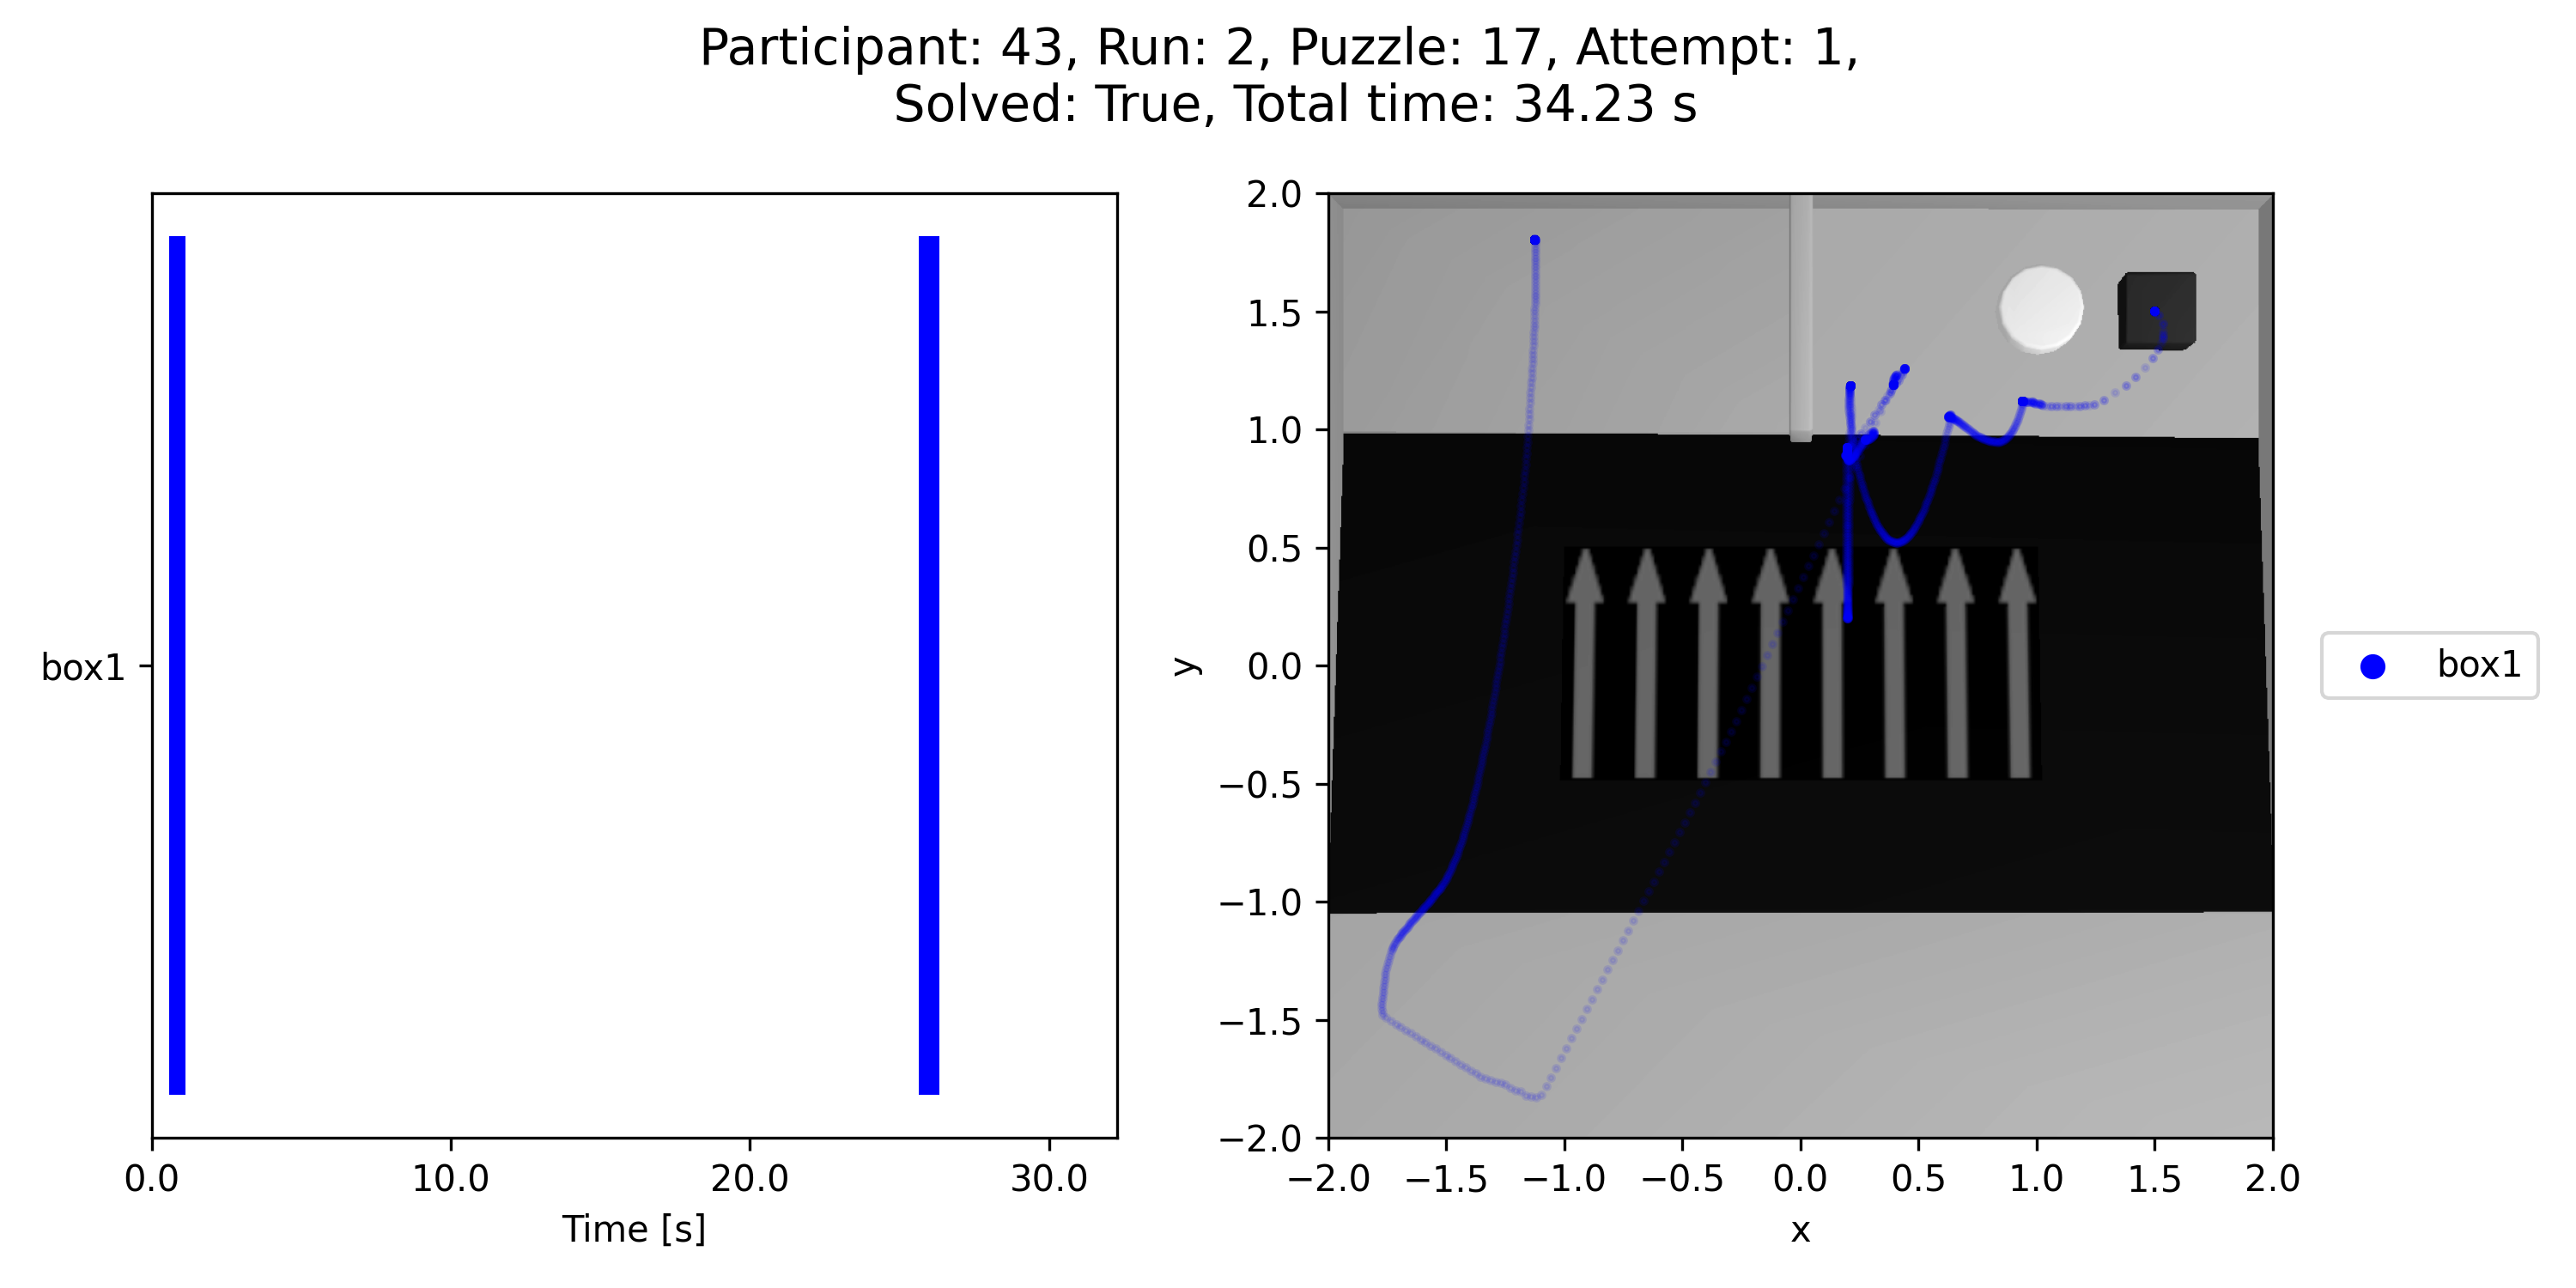 Participant: 43, Run: 2, Puzzle: 17, Attempt: 1,
Solved: True, Total time: 34.23 s
box1
0.0 10.0 20.0 30.0
Time [s]
2.0
1.5
1.0
0.5
0.0
−0.5
−1.0
−1.5
−2.0
y
−2.0 −1.5 −1.0 −0.5 0.0 0.5 1.0 1.5 2.0
x
box1